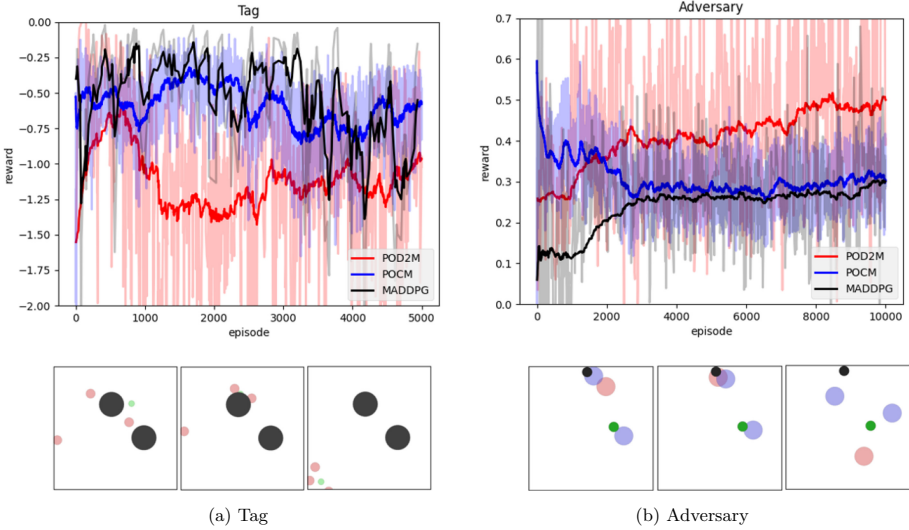 Tag
0.00
−0.25
−0.50
−0.75
−1.00
−1.25
−1.50
−1.75
−2.00
reward
0 1000 2000 3000 4000 5000
episode
POD2M
POCM
MADDPG
Adversary
0.7
0.6
0.5
0.4
0.3
0.2
0.1
0.0
reward
0 2000 4000 6000 8000 10000
episode
POD2M
POCM
MADDPG
(a) Tag
(b) Adversary